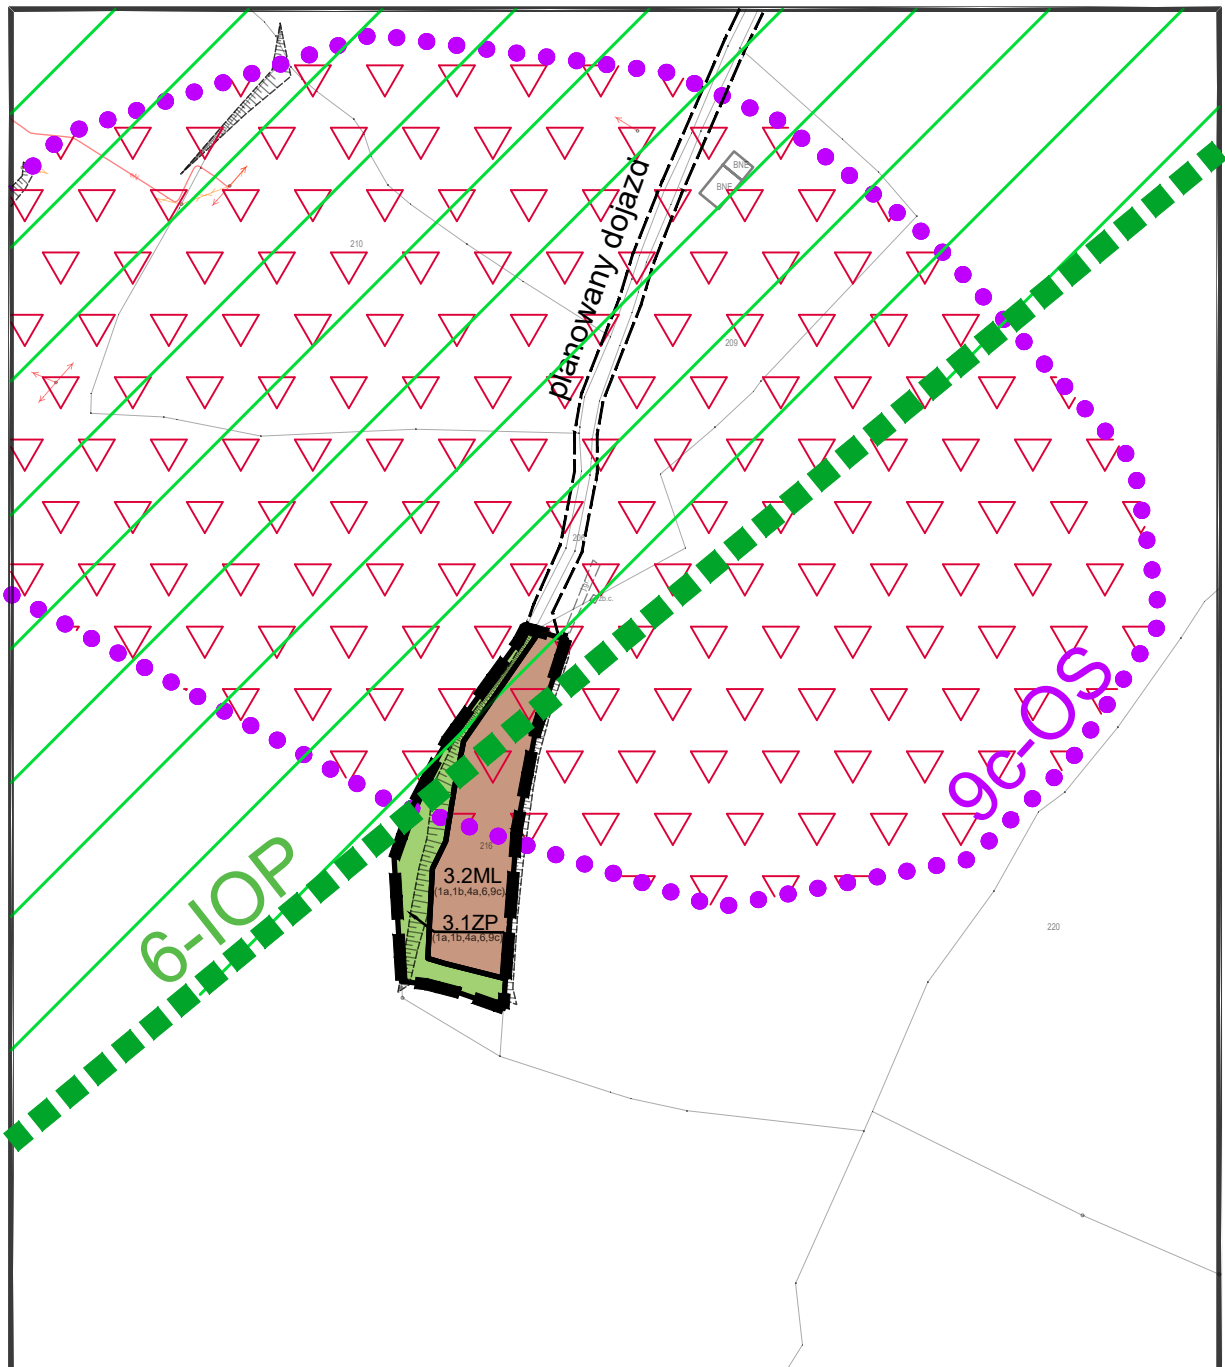 BNE
BNE
planowany dojazd
210
209
9c-OS
6-IOP
216
3.2ML
(1a,1b,4a,6,9c)
3.1ZP
(1a,1b,4a,6,9c)
220